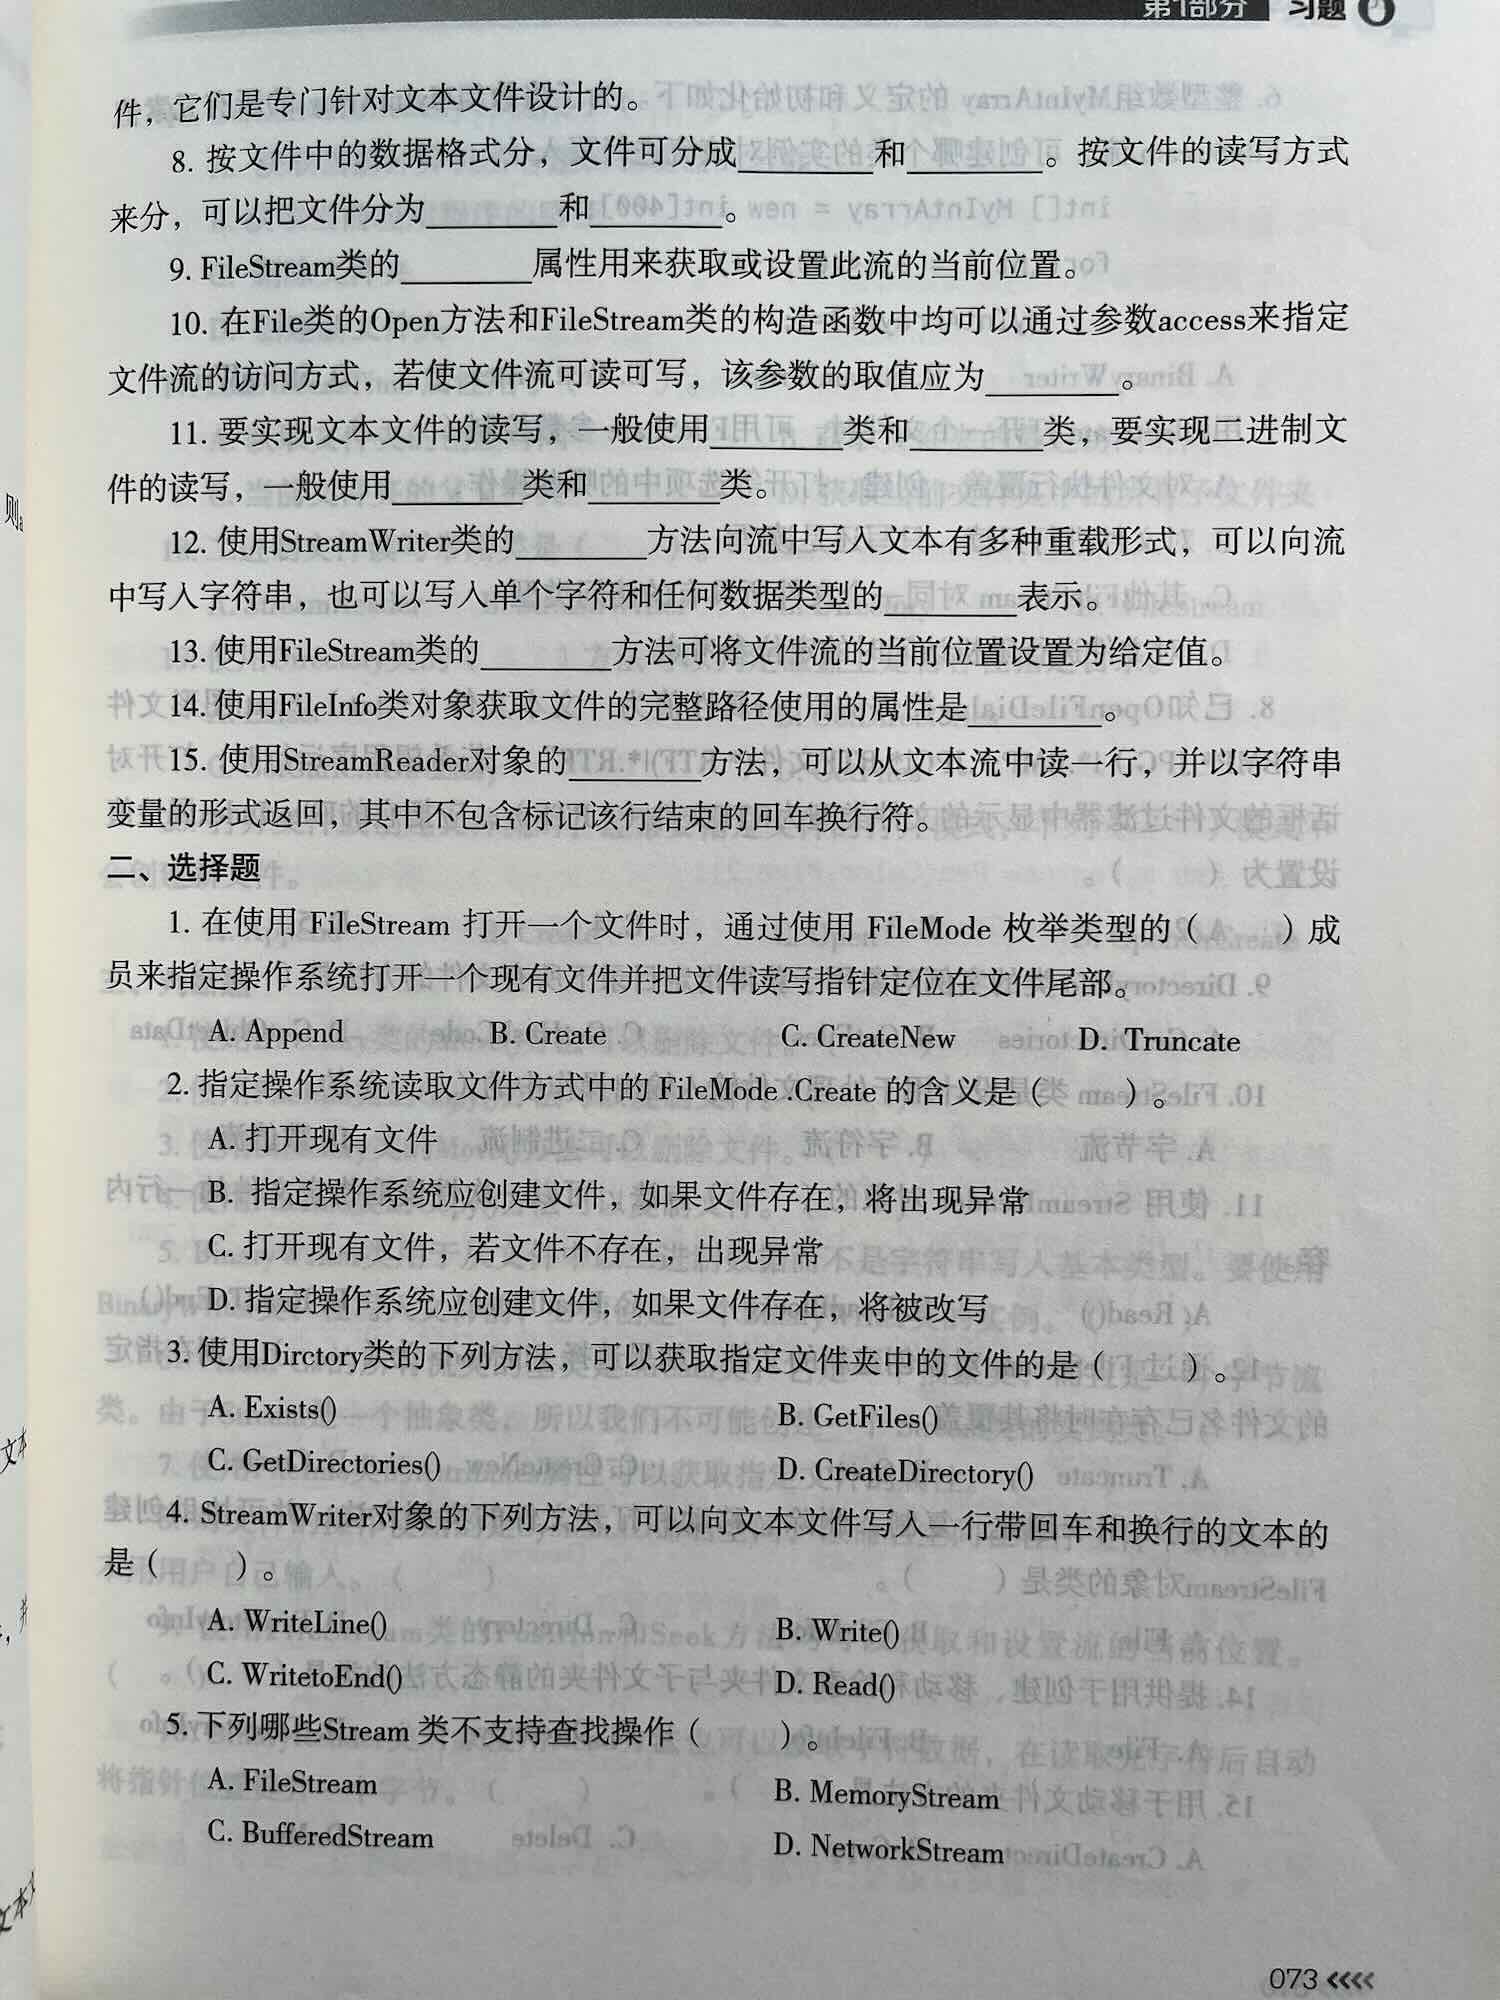 第1部分 习题
件，它们是专门针对文本文件设计的。
8. 按文件中的数据格式分，文件可分成________和________。按文件的读写方式
来分，可以把文件分为________和________。
9. FileStream类的________属性用来获取或设置此流的当前位置。
10. 在File类的Open方法和FileStream类的构造函数中均可以通过参数access来指定
文件流的访问方式，若使文件流可读可写，该参数的取值应为________。
11. 要实现文本文件的读写，一般使用________类和________类，要实现二进制文
件的读写，一般使用________类和________类。
12. 使用StreamWriter类的________方法向流中写入文本有多种重载形式，可以向流
中写入字符串，也可以写入单个字符和任何数据类型的________表示。
13. 使用FileStream类的________方法可将文件流的当前位置设置为给定值。
14. 使用FileInfo类对象获取文件的完整路径使用的属性是________。
15. 使用StreamReader对象的________方法，可以从文本流中读一行，并以字符串
变量的形式返回，其中不包含标记该行结束的回车换行符。
二、选择题
1. 在使用 FileStream 打开一个文件时，通过使用 FileMode 枚举类型的（　　）成
员来指定操作系统打开一个现有文件并把文件读写指针定位在文件尾部。
A. Append B. Create C. CreateNew D. Truncate
2. 指定操作系统读取文件方式中的 FileMode .Create 的含义是（　　）。
A. 打开现有文件
B. 指定操作系统应创建文件，如果文件存在，将出现异常
C. 打开现有文件，若文件不存在，出现异常
D. 指定操作系统应创建文件，如果文件存在，将被改写
3. 使用Dirctory类的下列方法，可以获取指定文件夹中的文件的是（　　）。
A. Exists() B. GetFiles()
C. GetDirectories() D. CreateDirectory()
4. StreamWriter对象的下列方法，可以向文本文件写入一行带回车和换行的文本的
是（　　）。
A. WriteLine() B. Write()
C. WritetoEnd() D. Read()
5. 下列哪些Stream 类不支持查找操作（　　）。
A. FileStream B. MemoryStream
C. BufferedStream D. NetworkStream
073